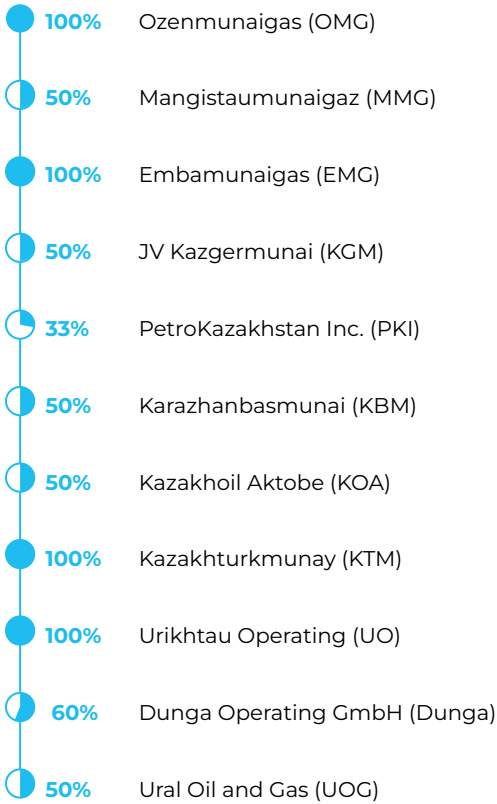 100% Ozenmunaigas (OMG)
50% Mangistaumunaigaz (MMG)
100% Embamunaigas (EMG)
50% JV Kazgermunai (KGM)
33% PetroKazakhstan Inc. (PKI)
50% Karazhanbasmunai (KBM)
50% Kazakhoil Aktobe (KOA)
100% Kazakhturkmunay (KTM)
100% Urikhtau Operating (UO)
60% Dunga Operating GmbH (Dunga)
50% Ural Oil and Gas (UOG)